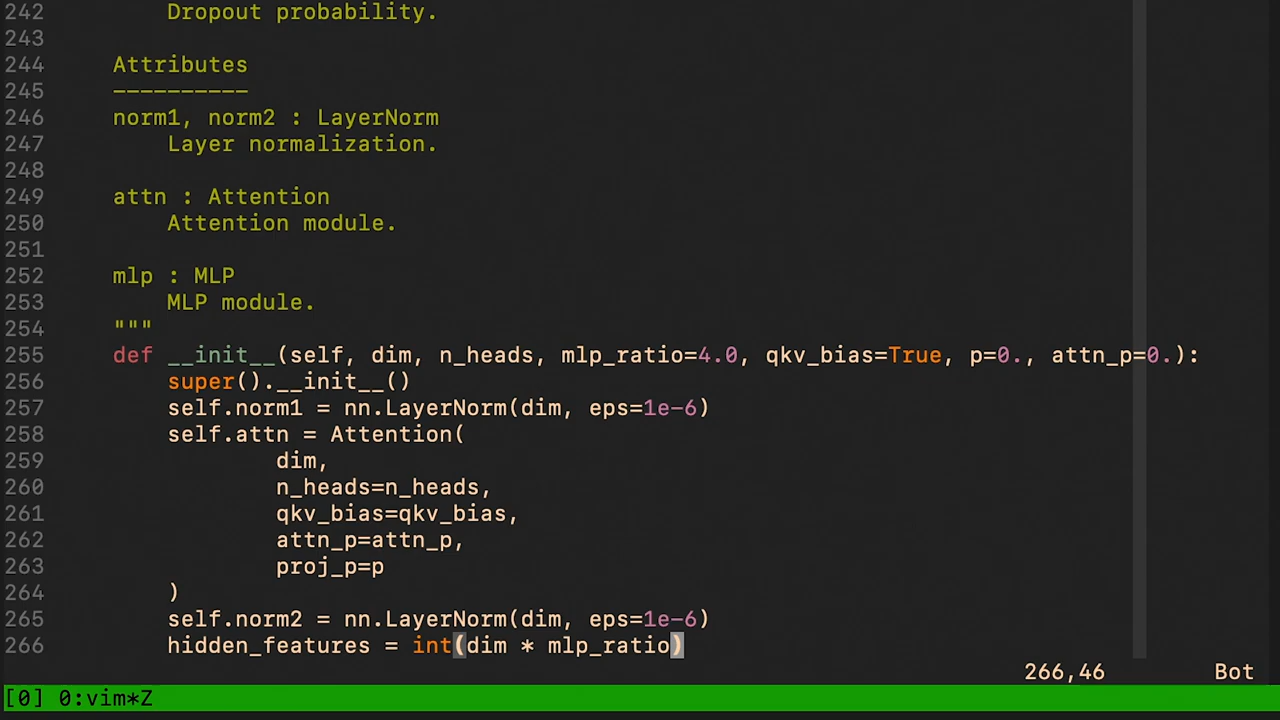 242 Dropout probability.
243
244 Attributes
245 ----------
246 norm1, norm2 : LayerNorm
247 Layer normalization.
248
249 attn : Attention
250 Attention module.
251
252 mlp : MLP
253 MLP module.
254 """
255 def __init__(self, dim, n_heads, mlp_ratio=4.0, qkv_bias=True, p=0., attn_p=0.):
256 super().__init__()
257 self.norm1 = nn.LayerNorm(dim, eps=1e-6)
258 self.attn = Attention(
259 dim,
260 n_heads=n_heads,
261 qkv_bias=qkv_bias,
262 attn_p=attn_p,
263 proj_p=p
264 )
265 self.norm2 = nn.LayerNorm(dim, eps=1e-6)
266 hidden_features = int(dim * mlp_ratio)
266,46 Bot
[0] 0:vim*Z